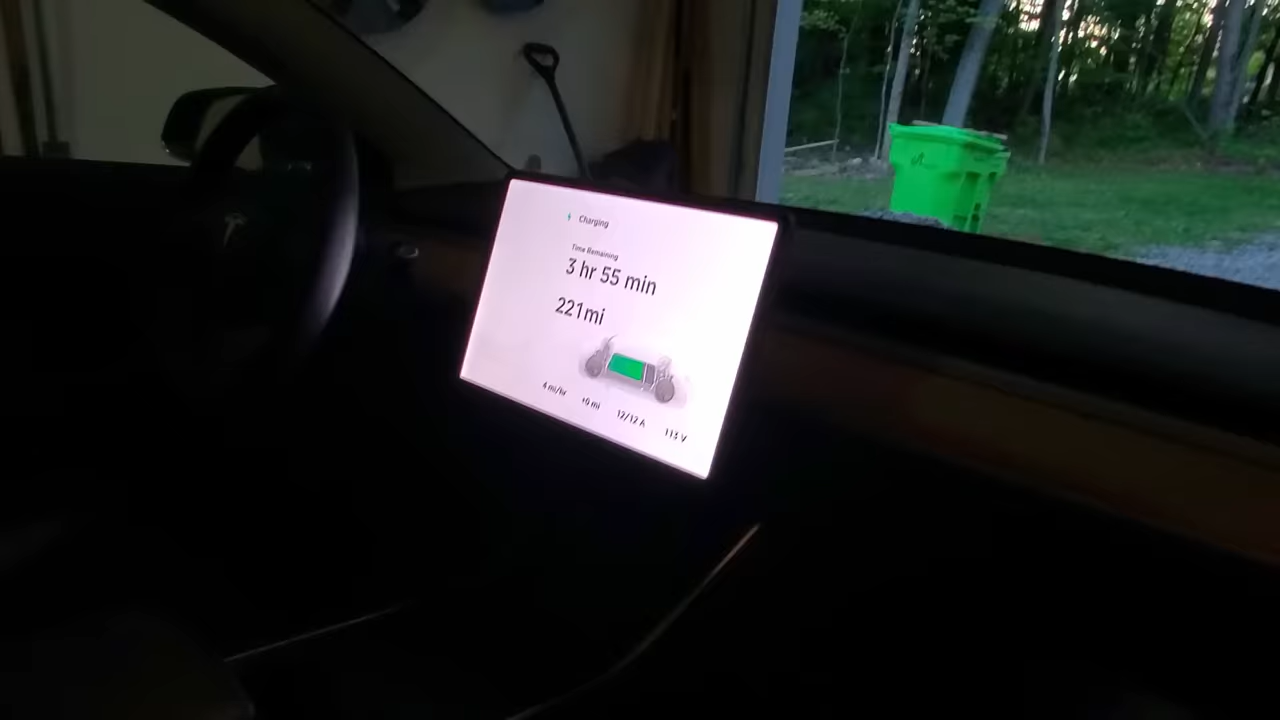 Charging
Time Remaining
3 hr 55 min
221mi
4 mi/hr +0 mi 12/12 A 113 V